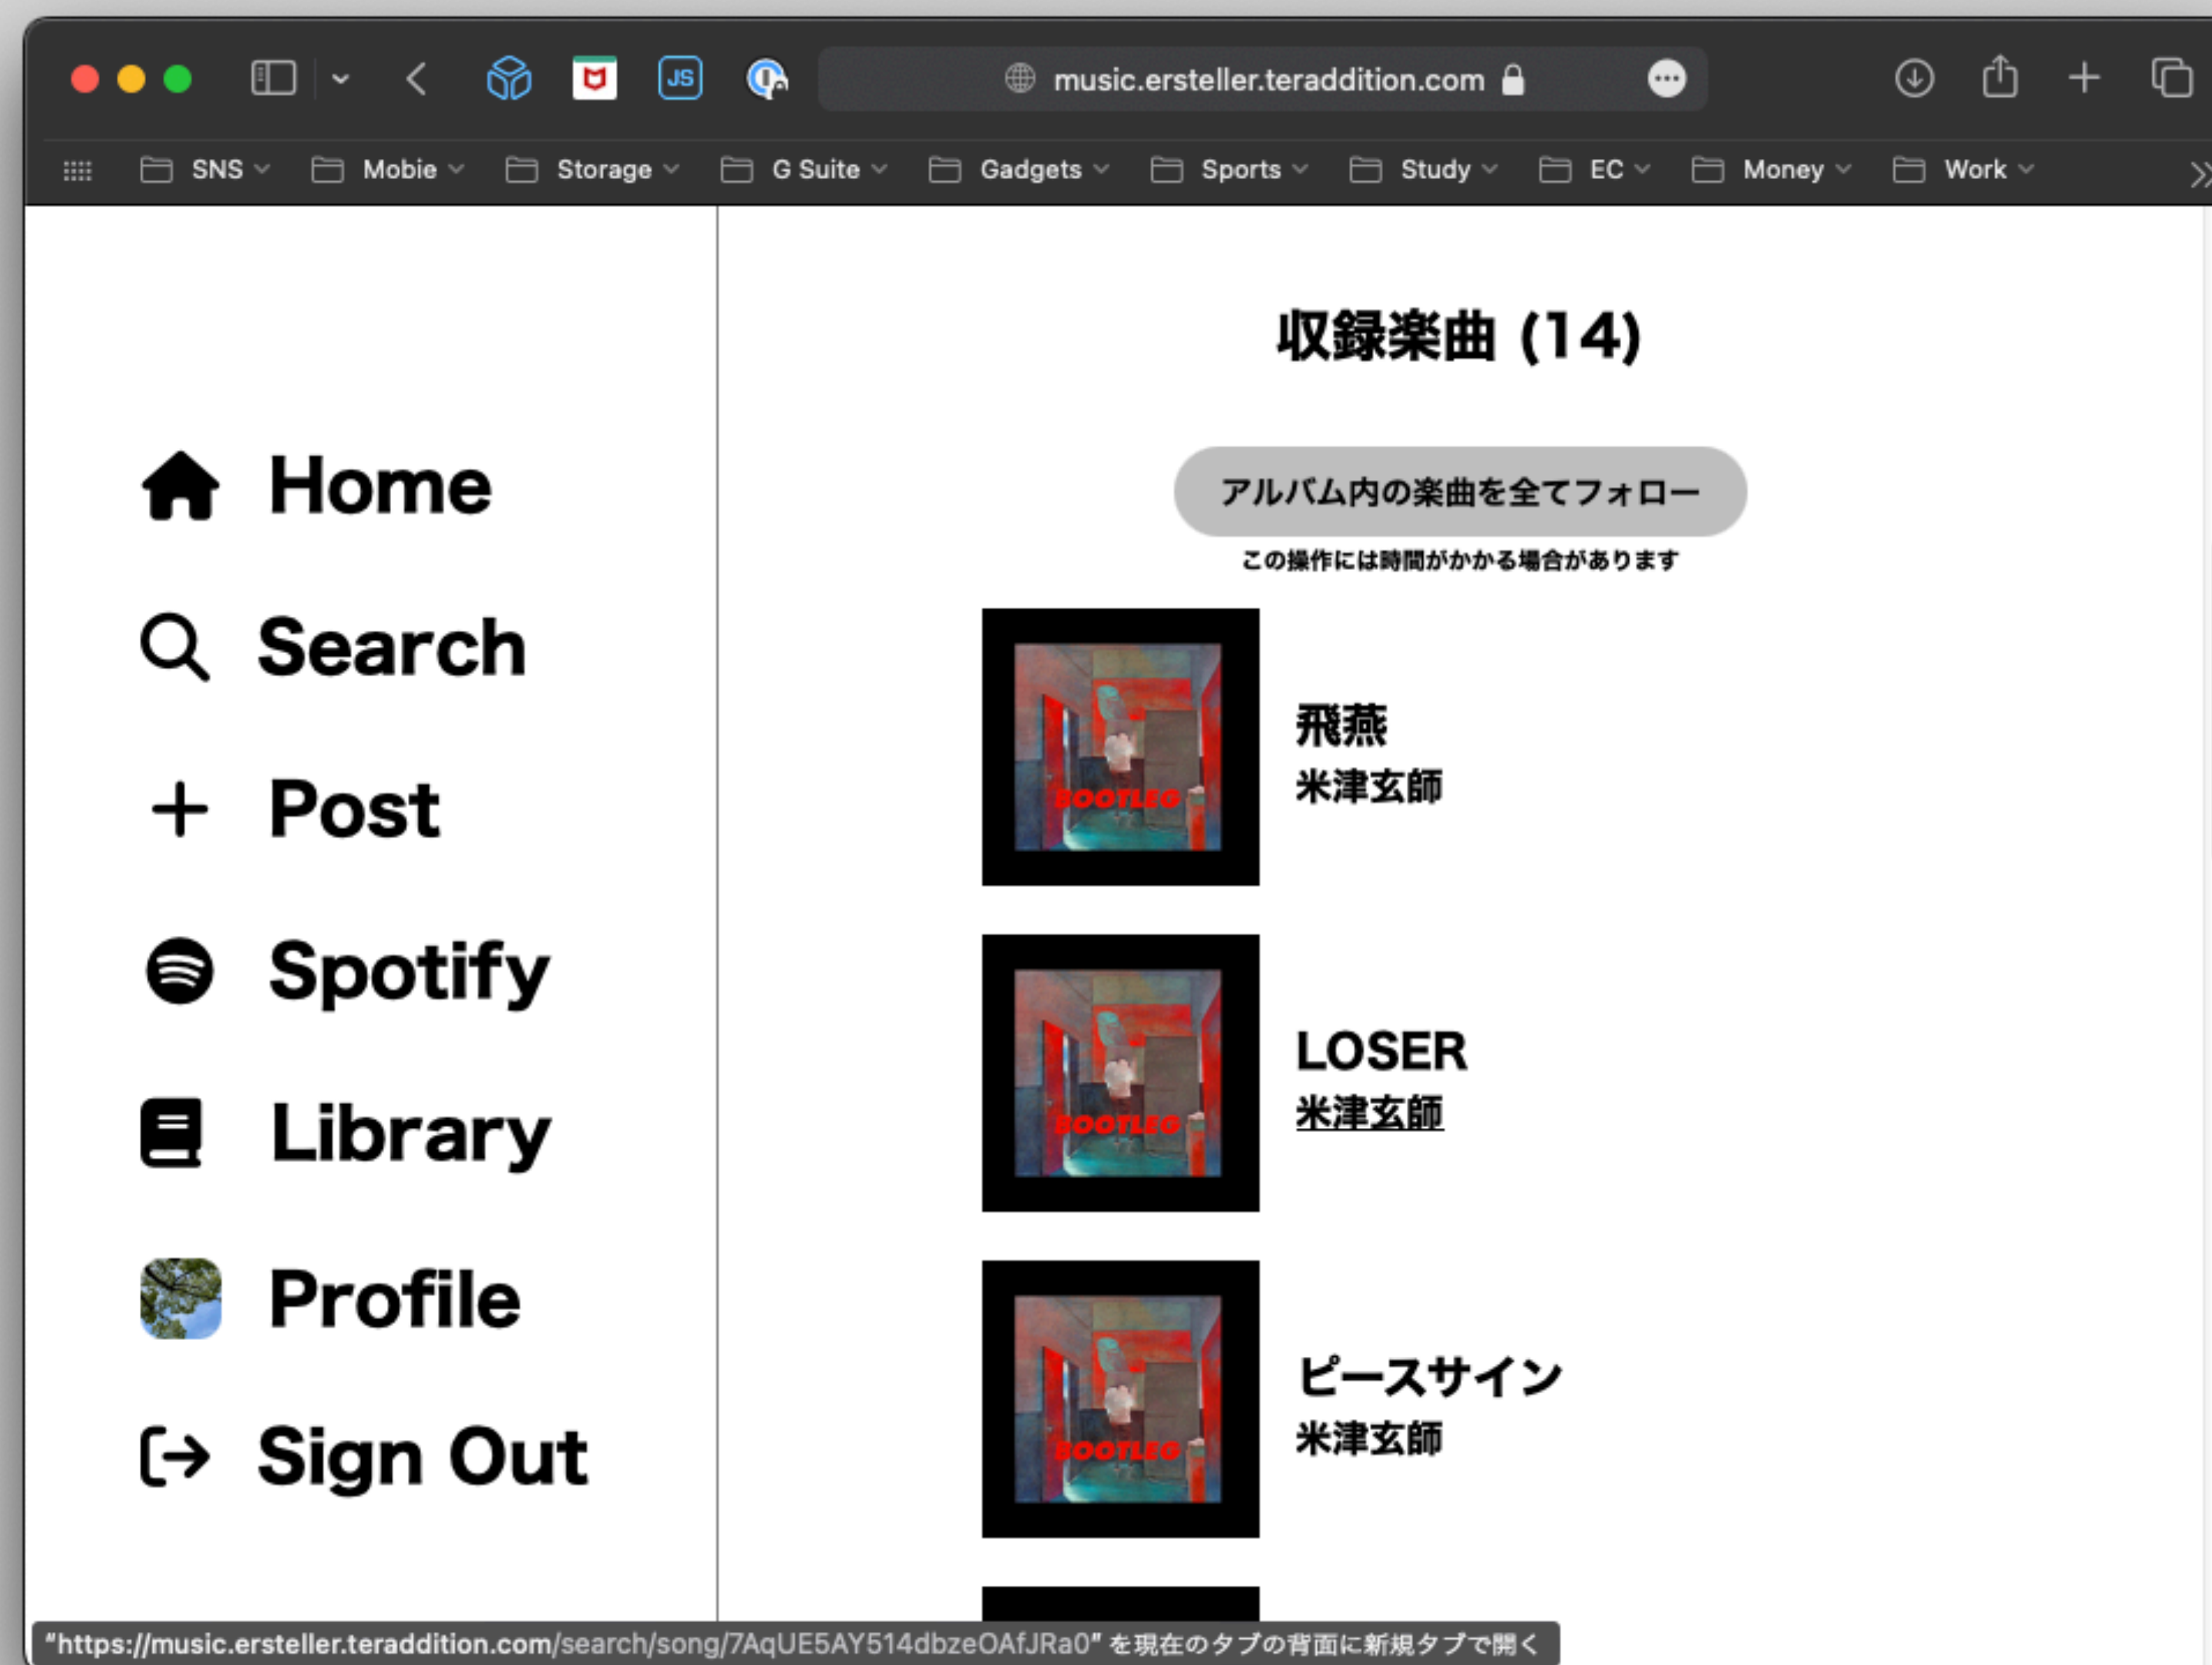 JS
music.ersteller.teraddition.com
SNS
Mobie
Storage
G Suite
Gadgets
Sports
Study
EC
Money
Work
Home
Search
Post
Spotify
Library
Profile
Sign Out
収録楽曲 (14)
アルバム内の楽曲を全てフォロー
この操作には時間がかかる場合があります
BOOTLEG
飛燕
米津玄師
BOOTLEG
LOSER
米津玄師
BOOTLEG
ピースサイン
米津玄師
"https://music.ersteller.teraddition.com/search/song/7AqUE5AY514dbzeOAfJRa0" を現在のタブの背面に新規タブで開く